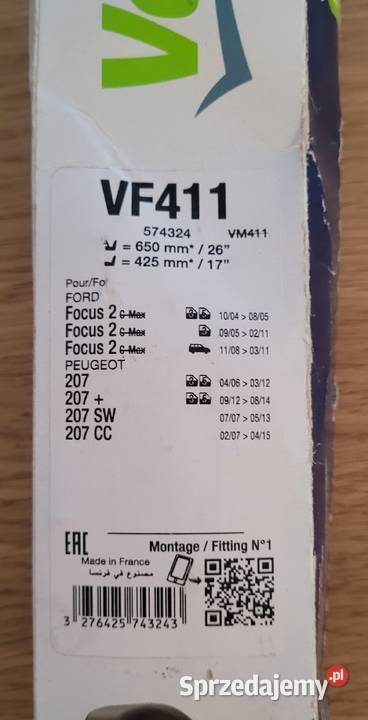 Va
VF411
574324 VM411
= 650 mm* / 26"
= 425 mm* / 17"
Pour/Fo
FORD
Focus 2 C-Max 10/04 > 08/05
Focus 2 C-Max 09/05 > 02/11
Focus 2 C-Max 11/08 > 03/11
PEUGEOT
207 04/06 > 03/12
207 + 09/12 > 08/14
207 SW 07/07 > 05/13
207 CC 02/07 > 04/15
EAC Montage / Fitting N°1
Made in France
مصنوع في فرنسا
3 276425 743243
Sprzedajemy.pl